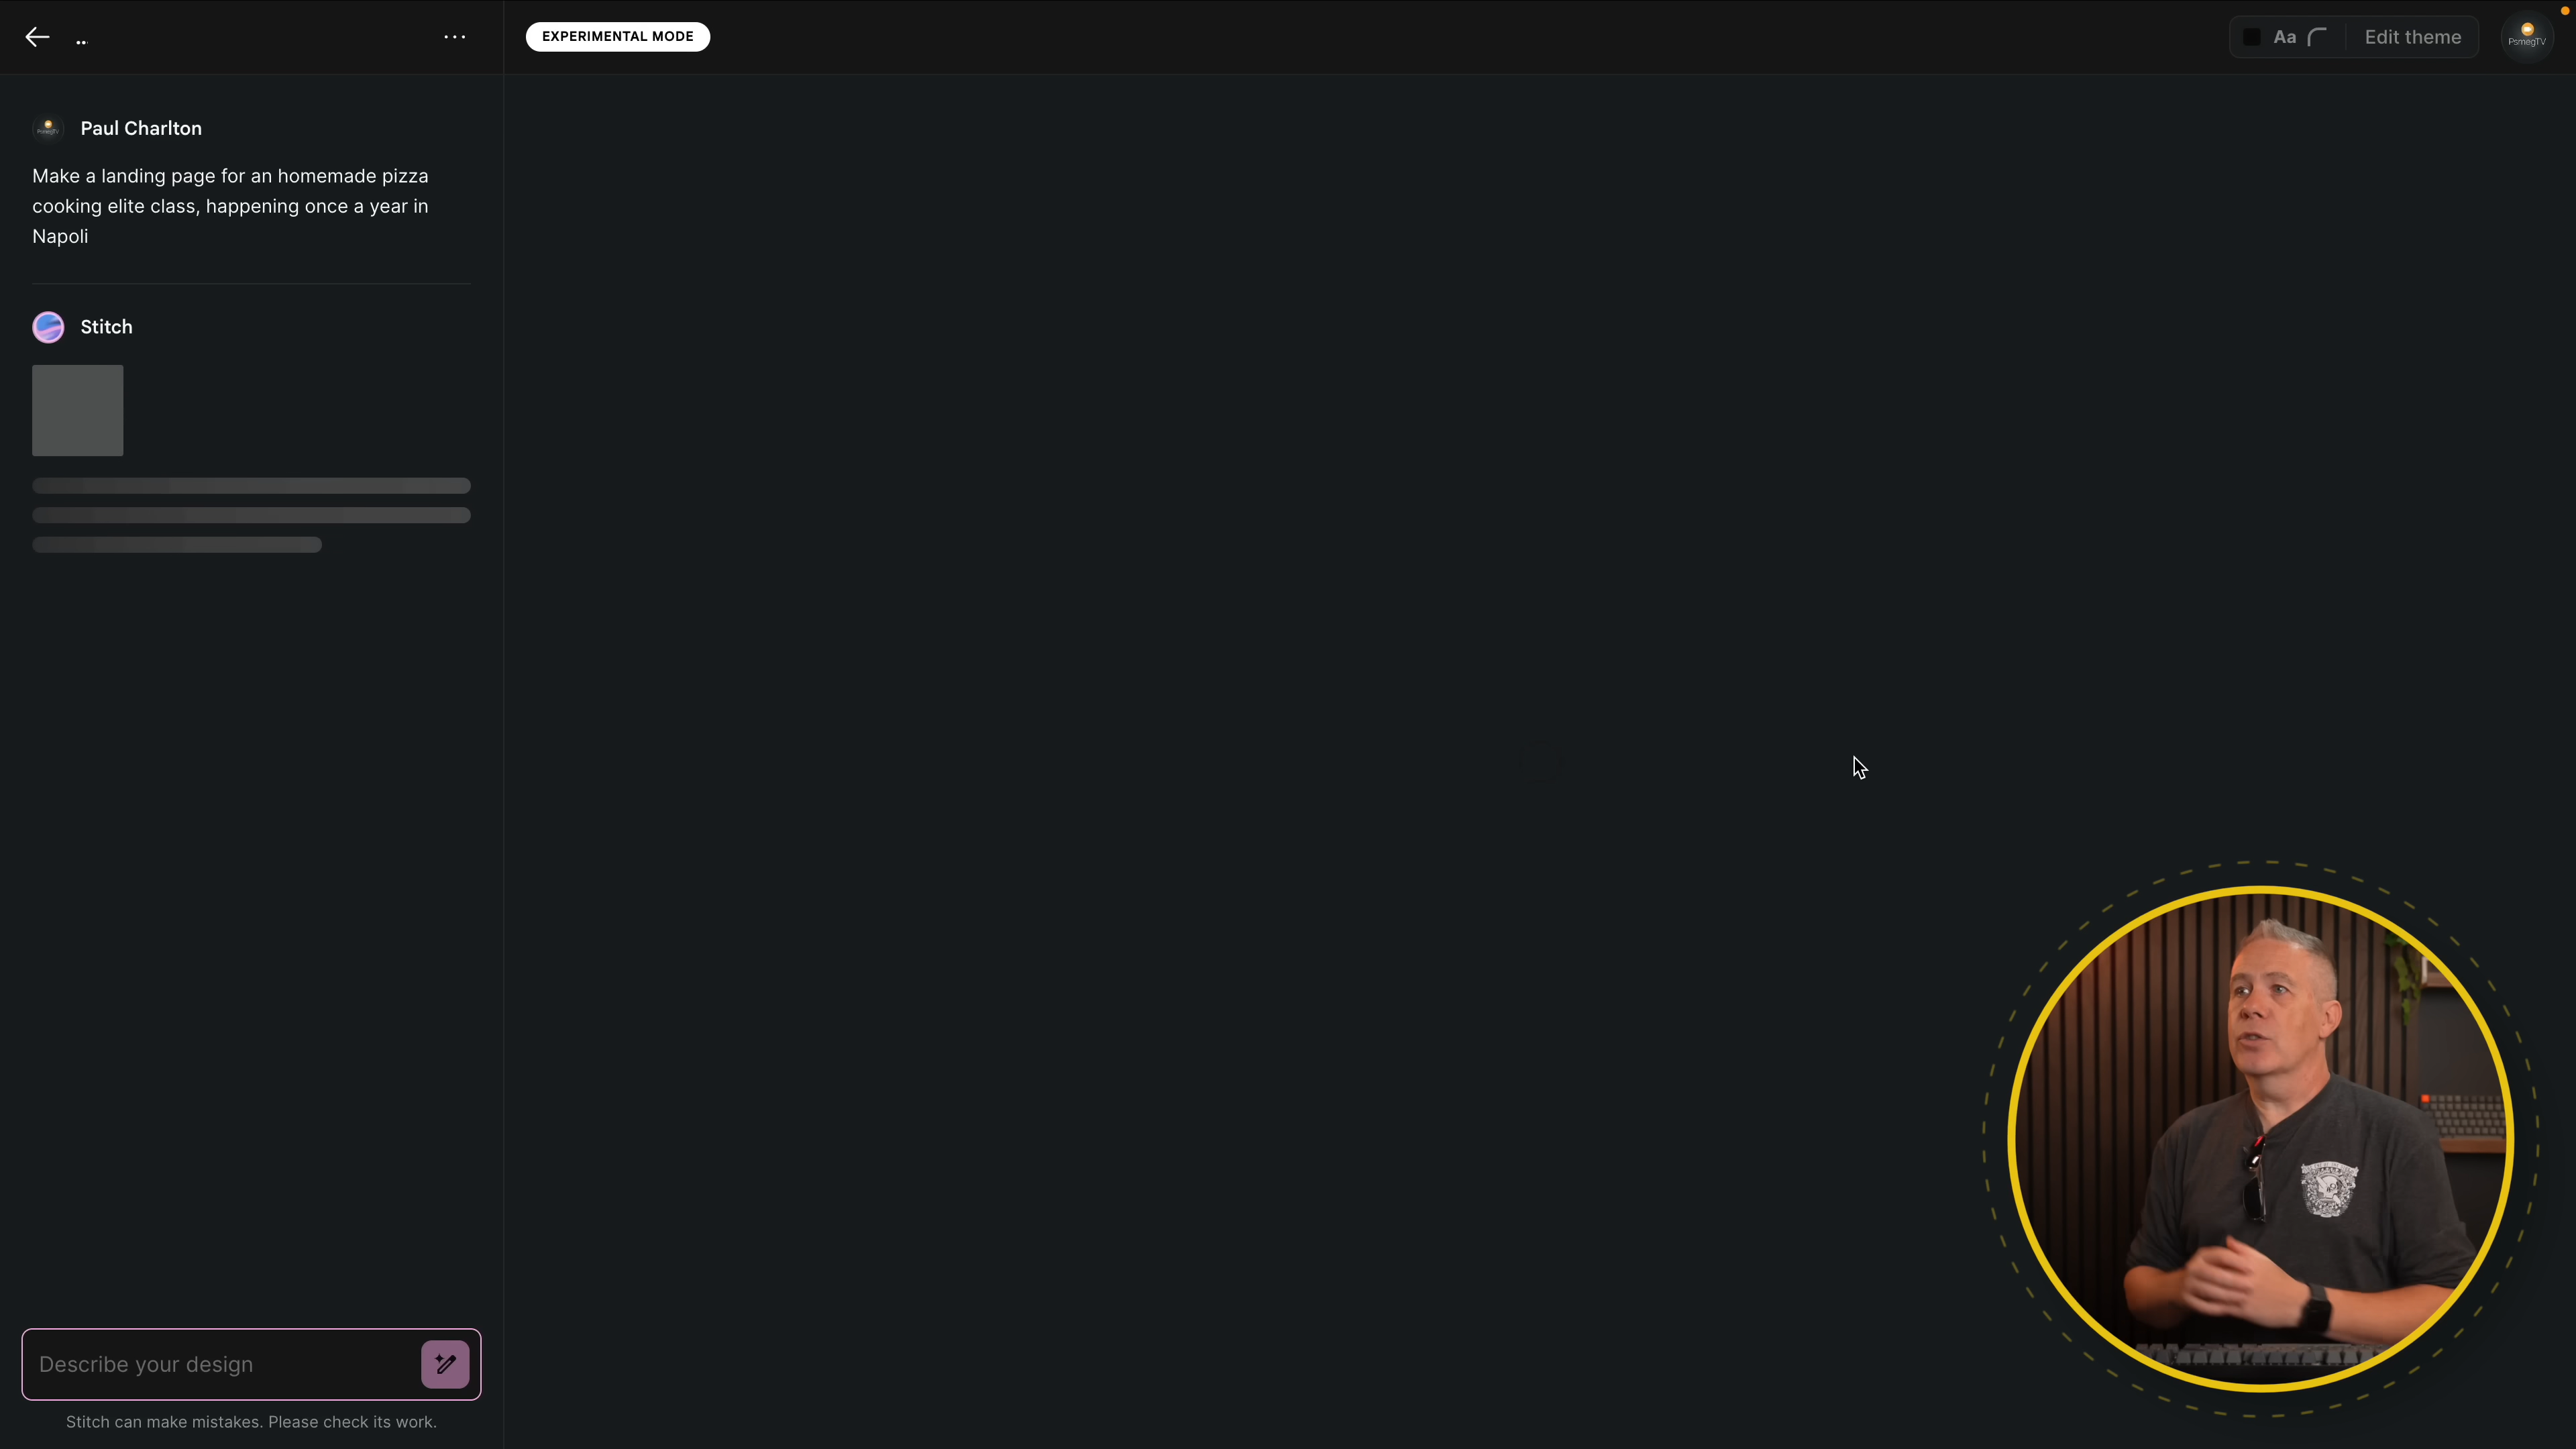 ..
...
EXPERIMENTAL MODE
Aa
Edit theme
PsmegTV
Paul Charlton
Make a landing page for an homemade pizza
cooking elite class, happening once a year in
Napoli
Stitch
Describe your design
Stitch can make mistakes. Please check its work.